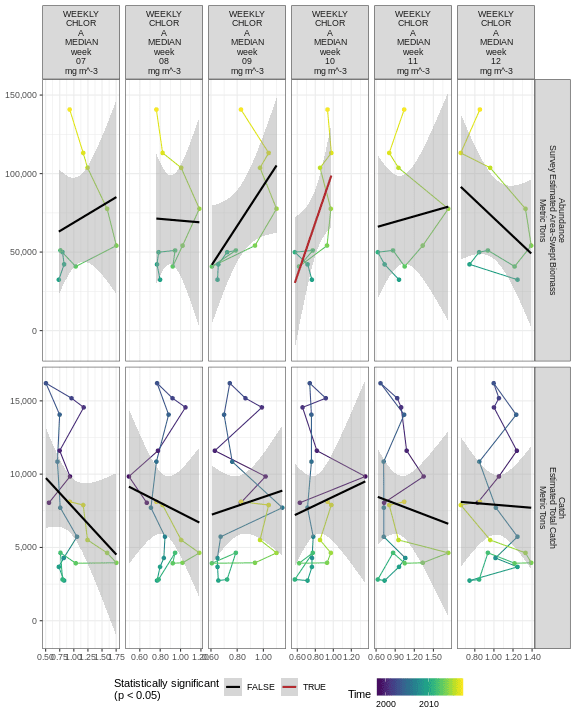 WEEKLY
CHLOR
A
MEDIAN
week
07
mg m^-3
WEEKLY
CHLOR
A
MEDIAN
week
08
mg m^-3
WEEKLY
CHLOR
A
MEDIAN
week
09
mg m^-3
WEEKLY
CHLOR
A
MEDIAN
week
10
mg m^-3
WEEKLY
CHLOR
A
MEDIAN
week
11
mg m^-3
WEEKLY
CHLOR
A
MEDIAN
week
12
mg m^-3
150,000
100,000
50,000
0
Abundance
Survey Estimated Area-Swept Biomass
Metric Tons
15,000
10,000
5,000
0
Catch
Estimated Total Catch
Metric Tons
0.50 0.75 1.00 1.25 1.50 1.75
0.60 0.80 1.00 1.20
0.60 0.80 1.00
0.60 0.80 1.00 1.20
0.60 0.90 1.20 1.50
0.80 1.00 1.20 1.40
Statistically significant
(p < 0.05)
FALSE
TRUE
Time
2000 2010